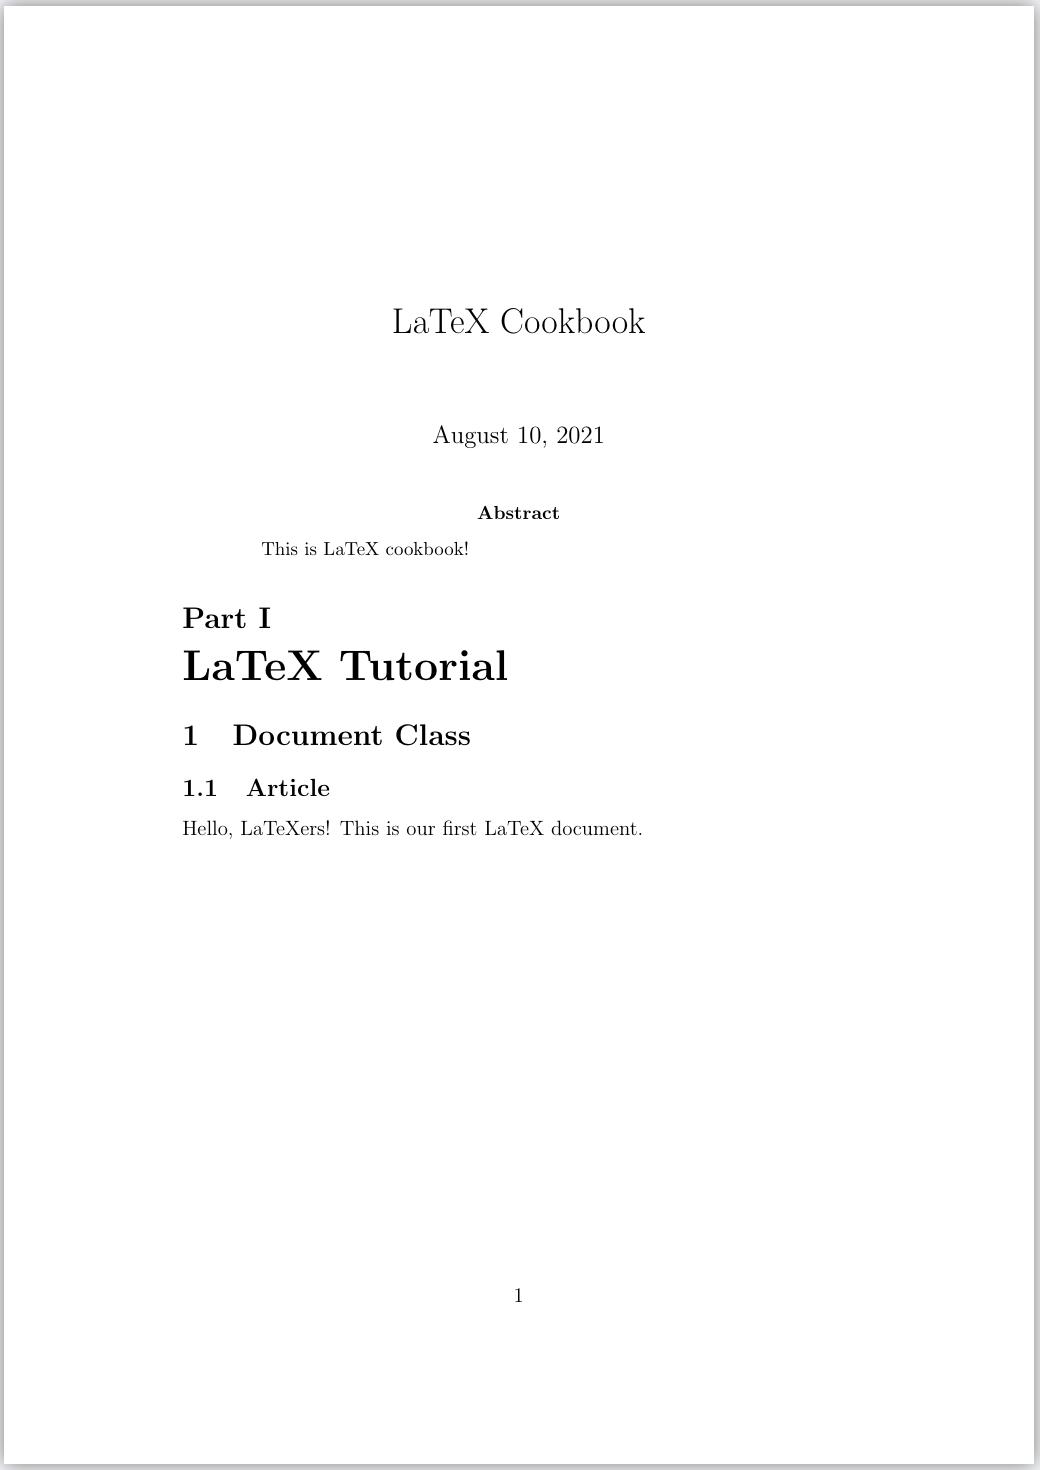 LaTeX Cookbook
August 10, 2021
Abstract
This is LaTeX cookbook!
Part I
LaTeX Tutorial
1 Document Class
1.1 Article
Hello, LaTeXers! This is our first LaTeX document.
1